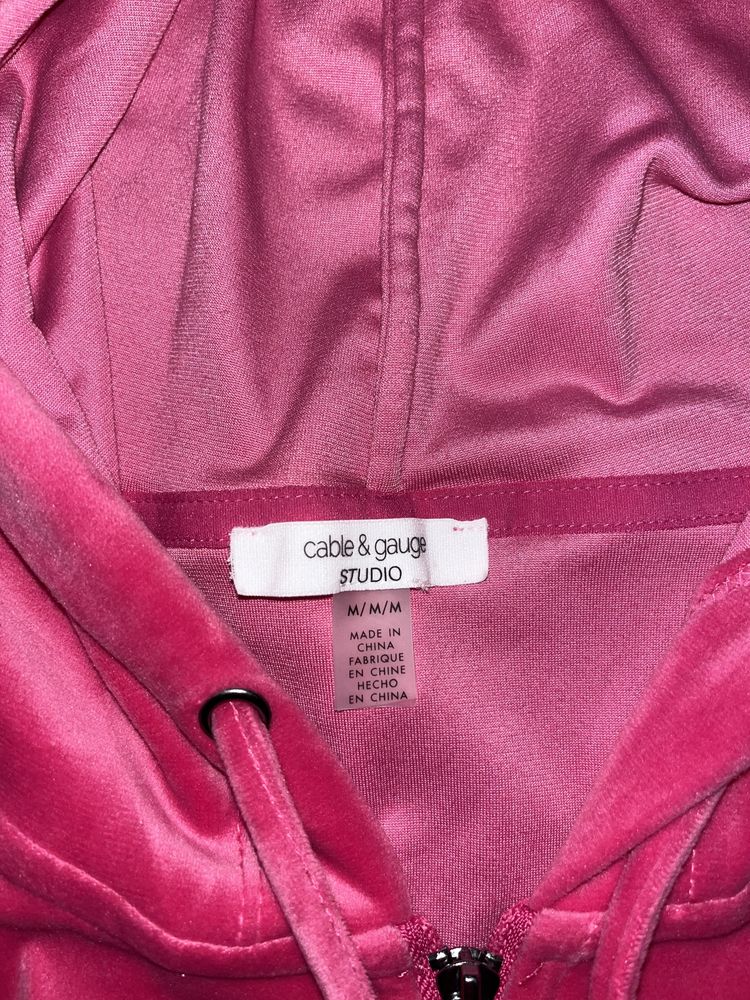 cable & gauge
STUDIO
M/M/M
MADE IN
CHINA
FABRIQUE
EN CHINE
HECHO
EN CHINA